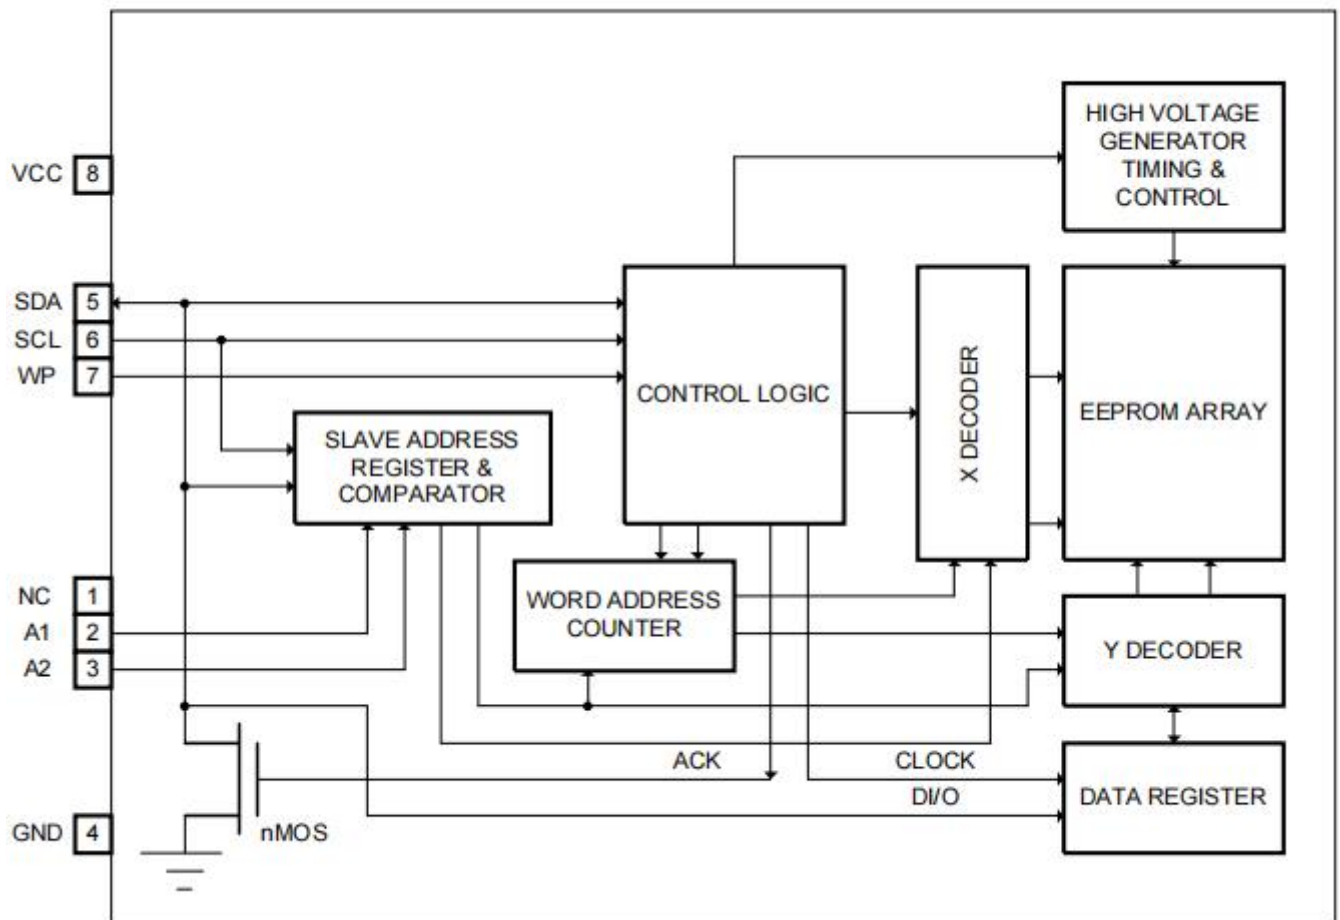 HIGH VOLTAGE
GENERATOR
TIMING &
CONTROL
VCC 8
SDA 5
SCL 6
WP 7
CONTROL LOGIC
X DECODER
EEPROM ARRAY
SLAVE ADDRESS
REGISTER &
COMPARATOR
NC 1
A1 2
A2 3
WORD ADDRESS
COUNTER
Y DECODER
ACK
CLOCK
DI/O
DATA REGISTER
GND 4
nMOS